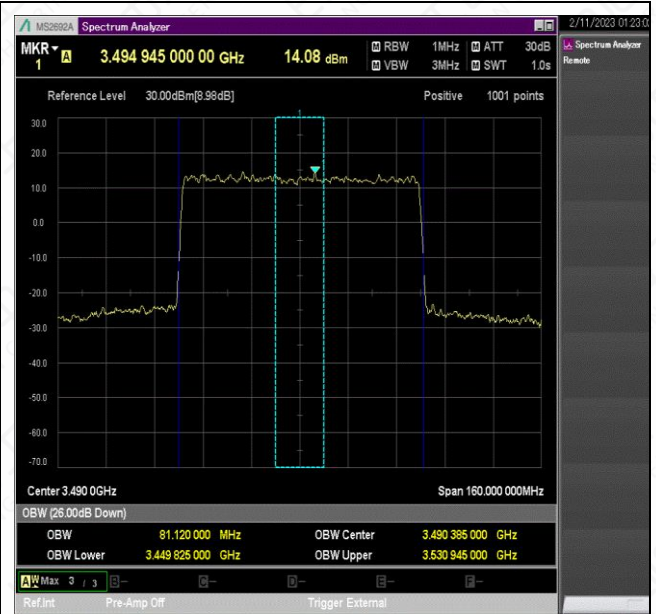 MS2692A Spectrum Analyzer
2/11/2023 01:23:0
MKR A 3.494 945 000 00 GHz 14.08 dBm M RBW 1MHz M ATT 30dB
1 M VBW 3MHz M SWT 1.0s
Spectrum Analyzer
Remote
Reference Level 30.00dBm[8.98dB] Positive 1001 points
1
30.0
20.0
10.0
0.0
-10.0
-20.0
-30.0
-40.0
-50.0
-60.0
-70.0
Center 3.490 0GHz Span 160.000 000MHz
OBW (26.00dB Down)
OBW 81.120 000 MHz OBW Center 3.490 385 000 GHz
OBW Lower 3.449 825 000 GHz OBW Upper 3.530 945 000 GHz
A W Max 3 / 3 B- C- D- E- F-
Ref.Int Pre-Amp Off Trigger External